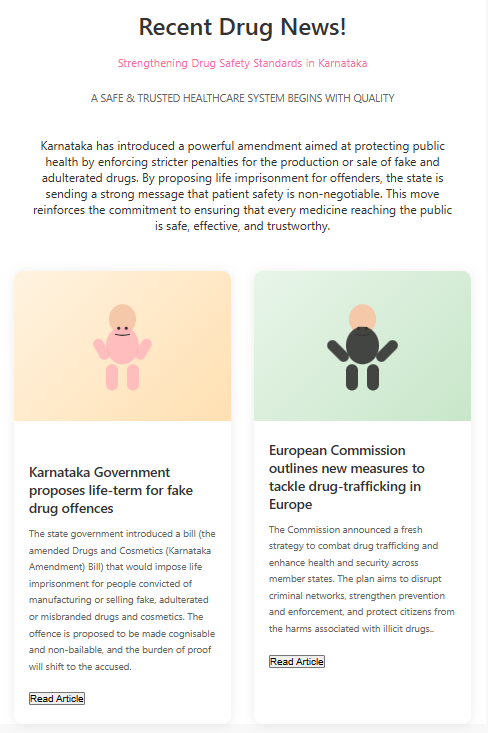 Recent Drug News!
Strengthening Drug Safety Standards in Karnataka
A SAFE & TRUSTED HEALTHCARE SYSTEM BEGINS WITH QUALITY
Karnataka has introduced a powerful amendment aimed at protecting public
health by enforcing stricter penalties for the production or sale of fake and
adulterated drugs. By proposing life imprisonment for offenders, the state is
sending a strong message that patient safety is non-negotiable. This move
reinforces the commitment to ensuring that every medicine reaching the public
is safe, effective, and trustworthy.
Karnataka Government
proposes life-term for fake
drug offences
The state government introduced a bill (the
amended Drugs and Cosmetics (Karnataka
Amendment) Bill) that would impose life
imprisonment for people convicted of
manufacturing or selling fake, adulterated
or misbranded drugs and cosmetics. The
offence is proposed to be made cognisable
and non-bailable, and the burden of proof
will shift to the accused.
Read Article
European Commission
outlines new measures to
tackle drug-trafficking in
Europe
The Commission announced a fresh
strategy to combat drug trafficking and
enhance health and security across
member states. The plan aims to disrupt
criminal networks, strengthen prevention
and enforcement, and protect citizens from
the harms associated with illicit drugs..
Read Article